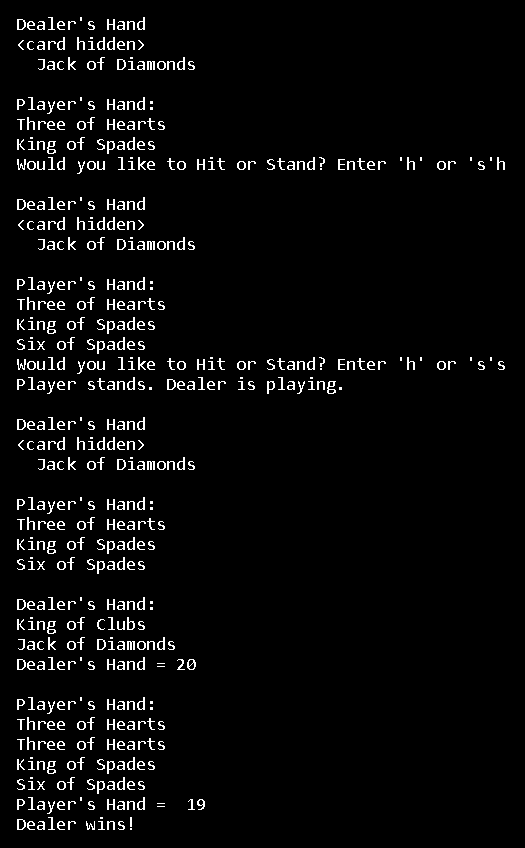 Dealer's Hand
<card hidden>
  Jack of Diamonds

Player's Hand:
Three of Hearts
King of Spades
Would you like to Hit or Stand? Enter 'h' or 's'h

Dealer's Hand
<card hidden>
  Jack of Diamonds

Player's Hand:
Three of Hearts
King of Spades
Six of Spades
Would you like to Hit or Stand? Enter 'h' or 's's
Player stands. Dealer is playing.

Dealer's Hand
<card hidden>
  Jack of Diamonds

Player's Hand:
Three of Hearts
King of Spades
Six of Spades

Dealer's Hand:
King of Clubs
Jack of Diamonds
Dealer's Hand = 20

Player's Hand:
Three of Hearts
Three of Hearts
King of Spades
Six of Spades
Player's Hand =  19
Dealer wins!